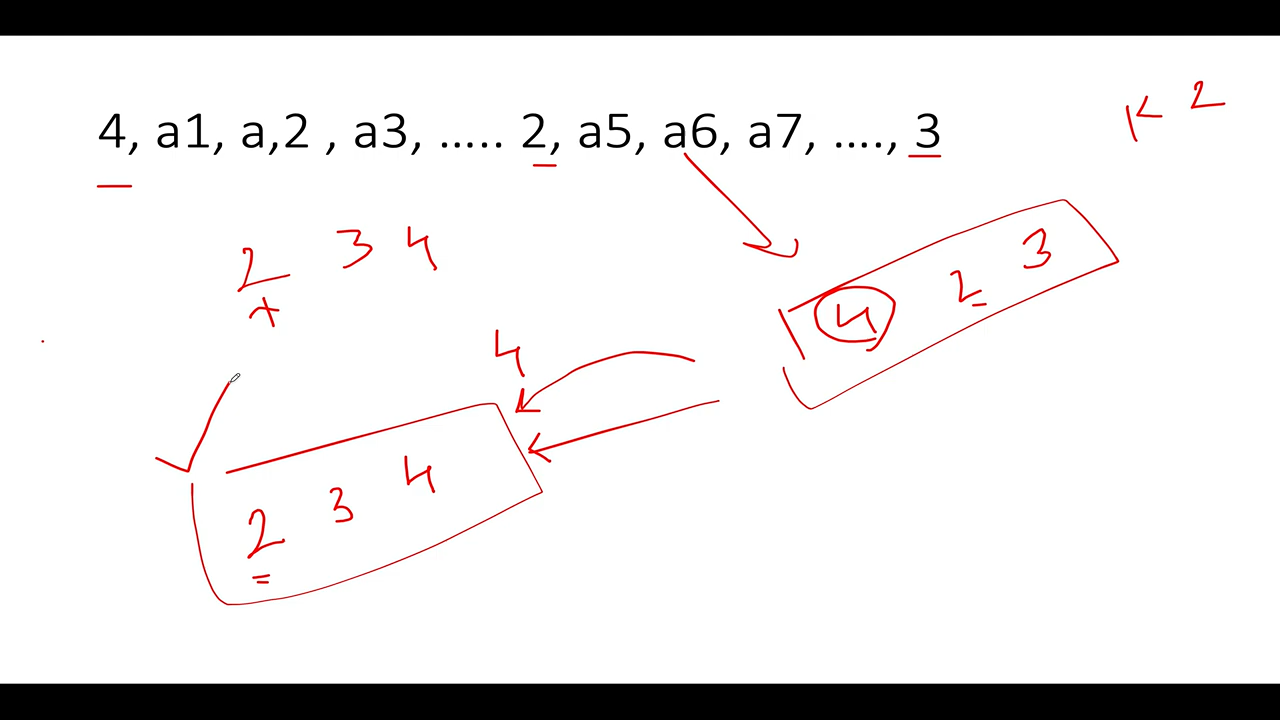 4, a1, a,2 , a3, ..... 2, a5, a6, a7, ...., 3
K 2
2 3 4
4 2 3
4
2 3 4